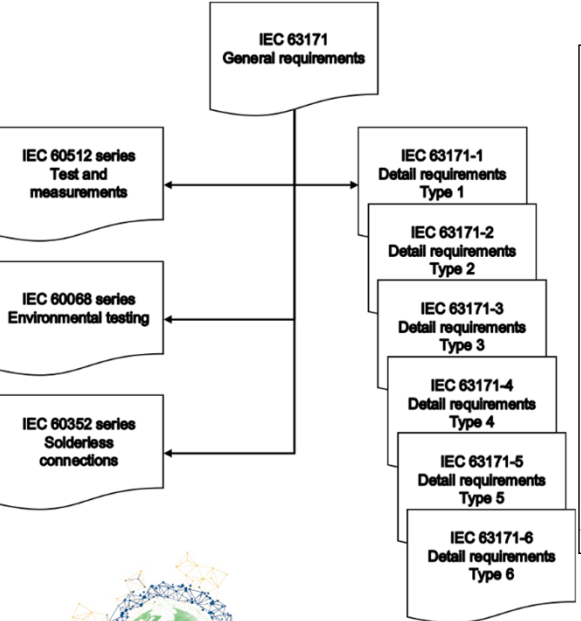 IEC 63171
General requirements
IEC 60512 series
Test and
measurements
IEC 60068 series
Environmental testing
IEC 60352 series
Solderless
connections
IEC 63171-1
Detail requirements
Type 1
IEC 63171-2
Detail requirements
Type 2
IEC 63171-3
Detail requirements
Type 3
IEC 63171-4
Detail requirements
Type 4
IEC 63171-5
Detail requirements
Type 5
IEC 63171-6
Detail requirements
Type 6